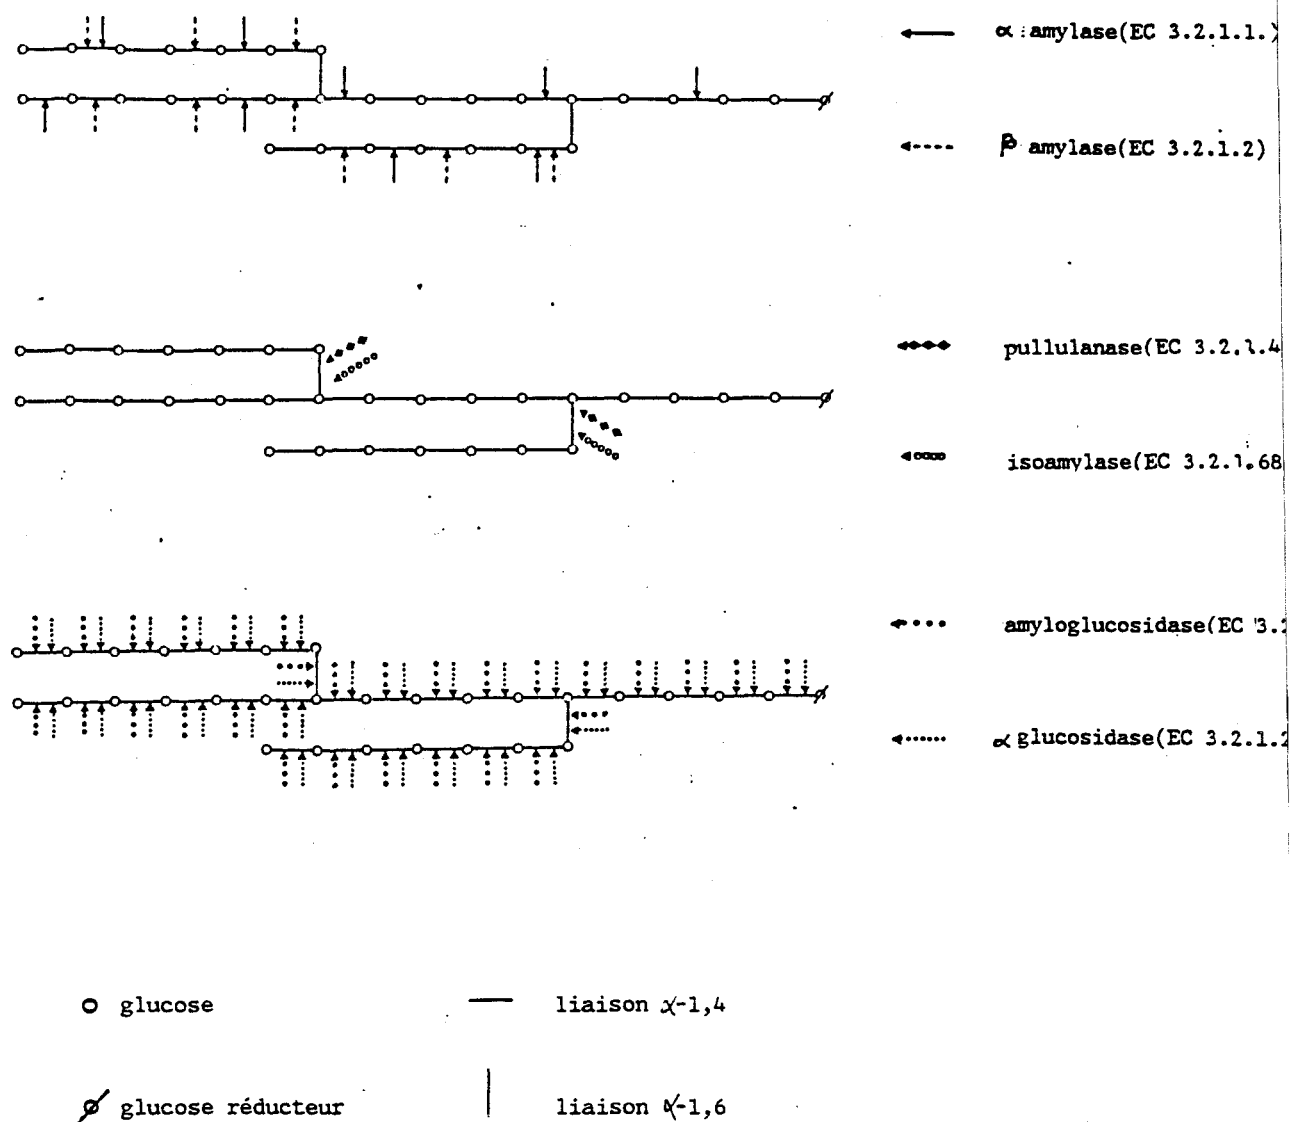 α amylase(EC 3.2.1.1.)
β amylase(EC 3.2.1.2)
pullulanase(EC 3.2.1.4
isoamylase(EC 3.2.1.68
amyloglucosidase(EC 3.2
α glucosidase(EC 3.2.1.2
glucose
liaison α-1,4
glucose réducteur
liaison α-1,6